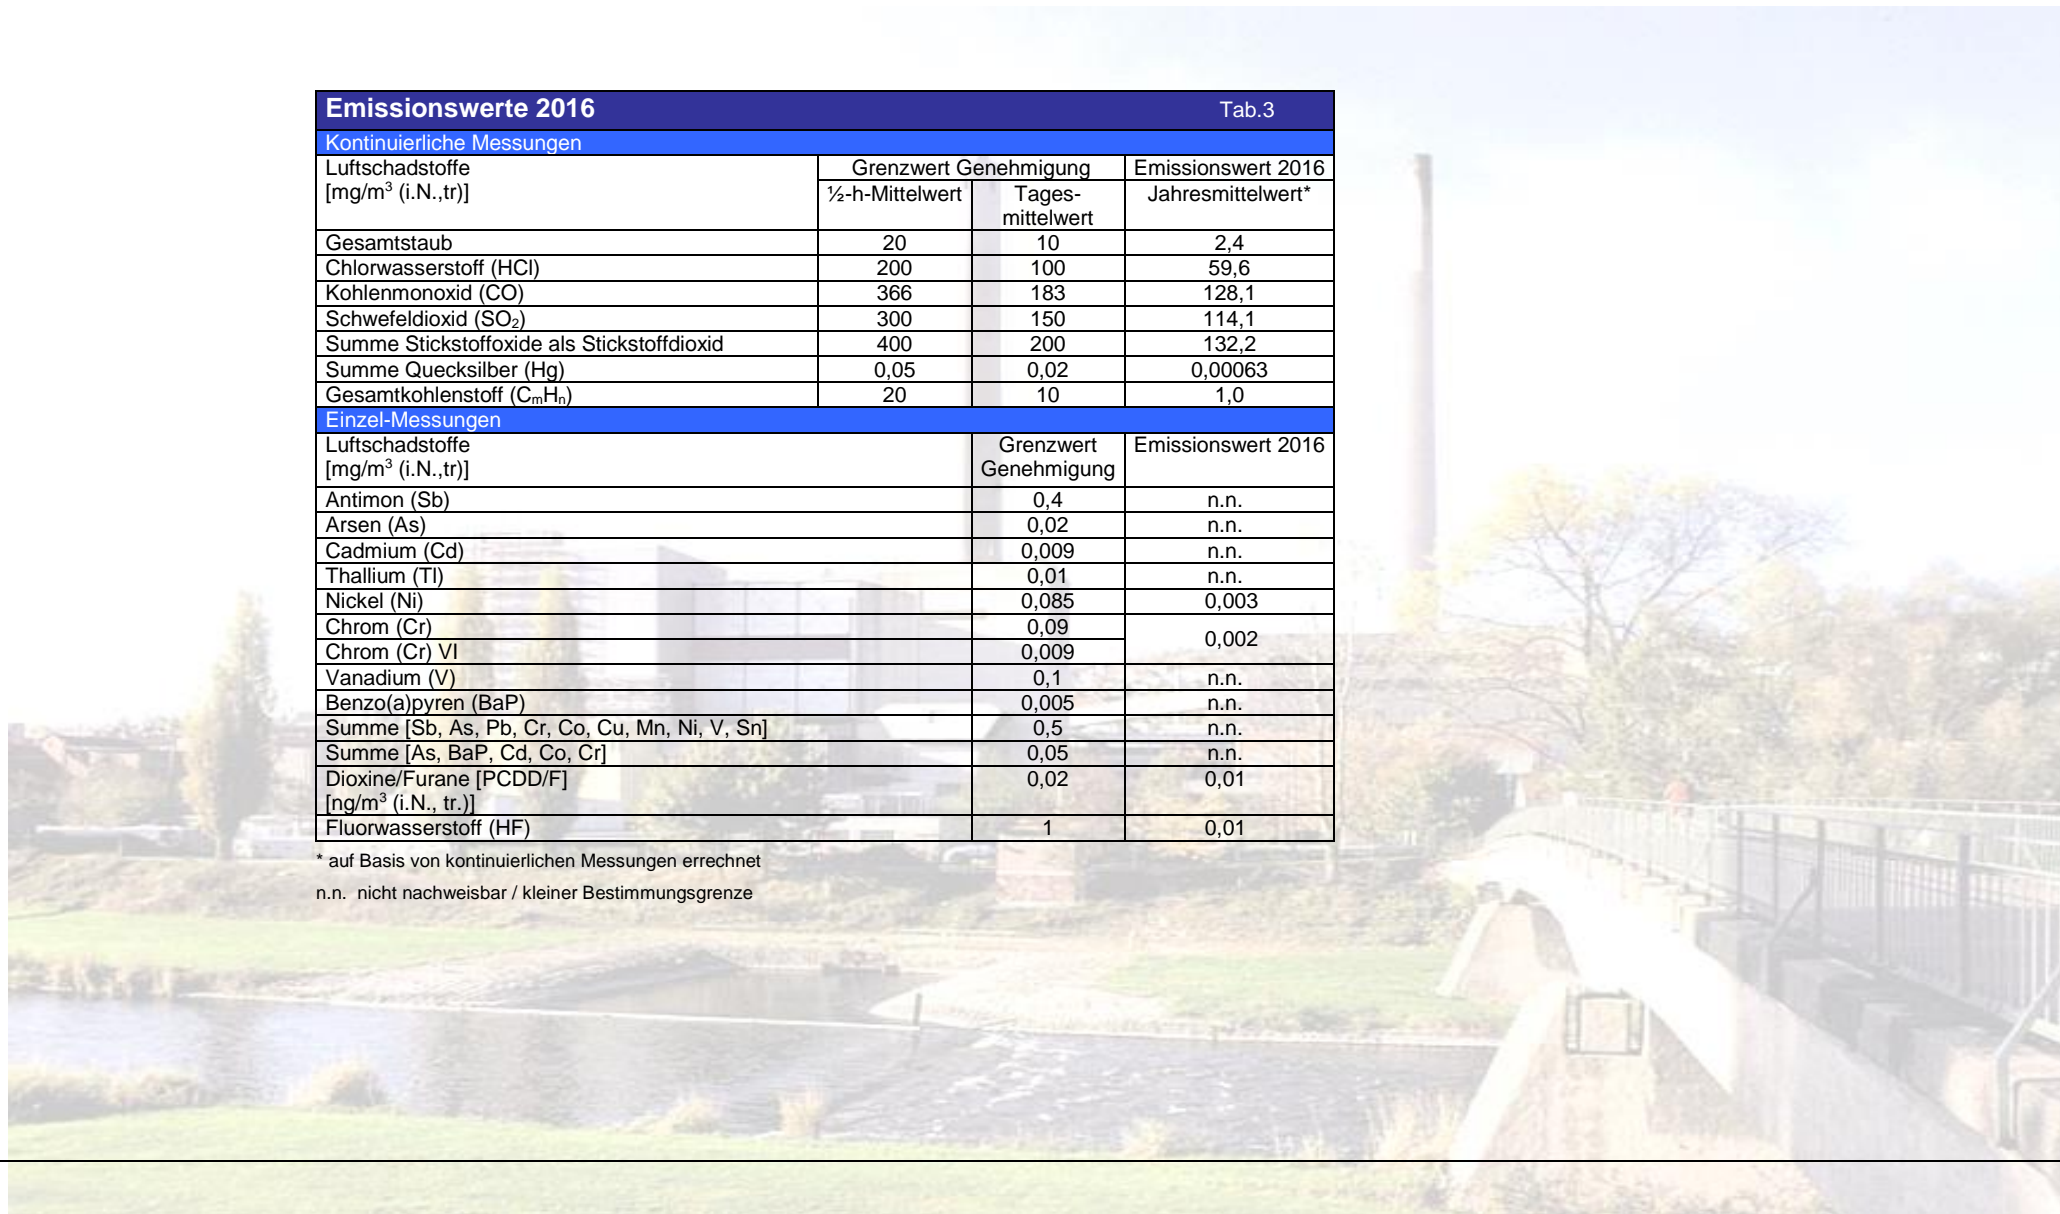 Emissionswerte 2016 Tab.3
Kontinuierliche Messungen
Luftschadstoffe Grenzwert Genehmigung Emissionswert 2016
[mg/m³ (i.N.,tr)] ½-h-Mittelwert Tages- Jahresmittelwert*
mittelwert
Gesamtstaub 20 10 2,4
Chlorwasserstoff (HCl) 200 100 59,6
Kohlenmonoxid (CO) 366 183 128,1
Schwefeldioxid (SO₂) 300 150 114,1
Summe Stickstoffoxide als Stickstoffdioxid 400 200 132,2
Summe Quecksilber (Hg) 0,05 0,02 0,00063
Gesamtkohlenstoff (CₘHₙ) 20 10 1,0
Einzel-Messungen
Luftschadstoffe Grenzwert Emissionswert 2016
[mg/m³ (i.N.,tr)] Genehmigung
Antimon (Sb) 0,4 n.n.
Arsen (As) 0,02 n.n.
Cadmium (Cd) 0,009 n.n.
Thallium (Tl) 0,01 n.n.
Nickel (Ni) 0,085 0,003
Chrom (Cr) 0,09 0,002
Chrom (Cr) VI 0,009
Vanadium (V) 0,1 n.n.
Benzo(a)pyren (BaP) 0,005 n.n.
Summe [Sb, As, Pb, Cr, Co, Cu, Mn, Ni, V, Sn] 0,5 n.n.
Summe [As, BaP, Cd, Co, Cr] 0,05 n.n.
Dioxine/Furane [PCDD/F] 0,02 0,01
[ng/m³ (i.N., tr.)]
Fluorwasserstoff (HF) 1 0,01
* auf Basis von kontinuierlichen Messungen errechnet
n.n. nicht nachweisbar / kleiner Bestimmungsgrenze